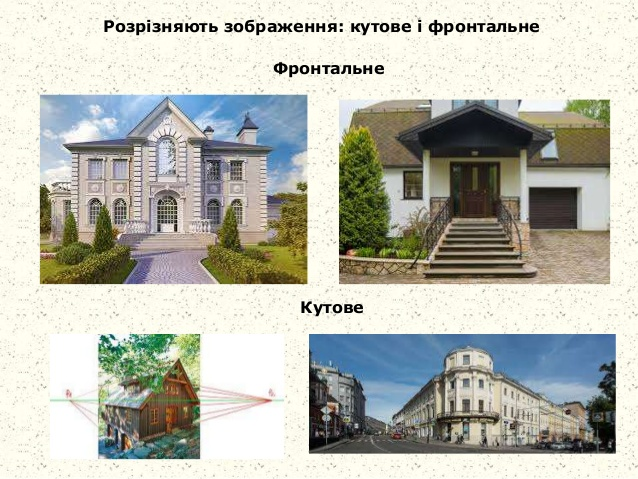 Розрізняють зображення: кутове і фронтальне
Фронтальне
Кутове